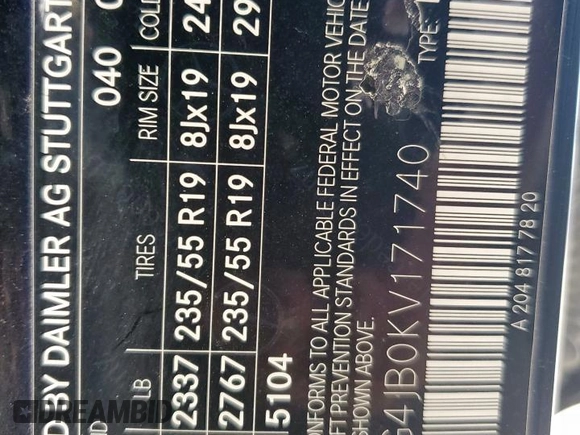 D BY DAIMLER AG STUTTGART
040
LB TIRES RIM SIZE COLD
2337 235/55 R19 8Jx19 24
2767 235/55 R19 8Jx19 29
5104
ONFORMS TO ALL APPLICABLE FEDERAL MOTOR VEHIC
FT PREVENTION STANDARDS IN EFFECT ON THE DATE
SHOWN ABOVE.
G4JB0KV171740 TYPE
A 204 817 78 20
DREAMBID